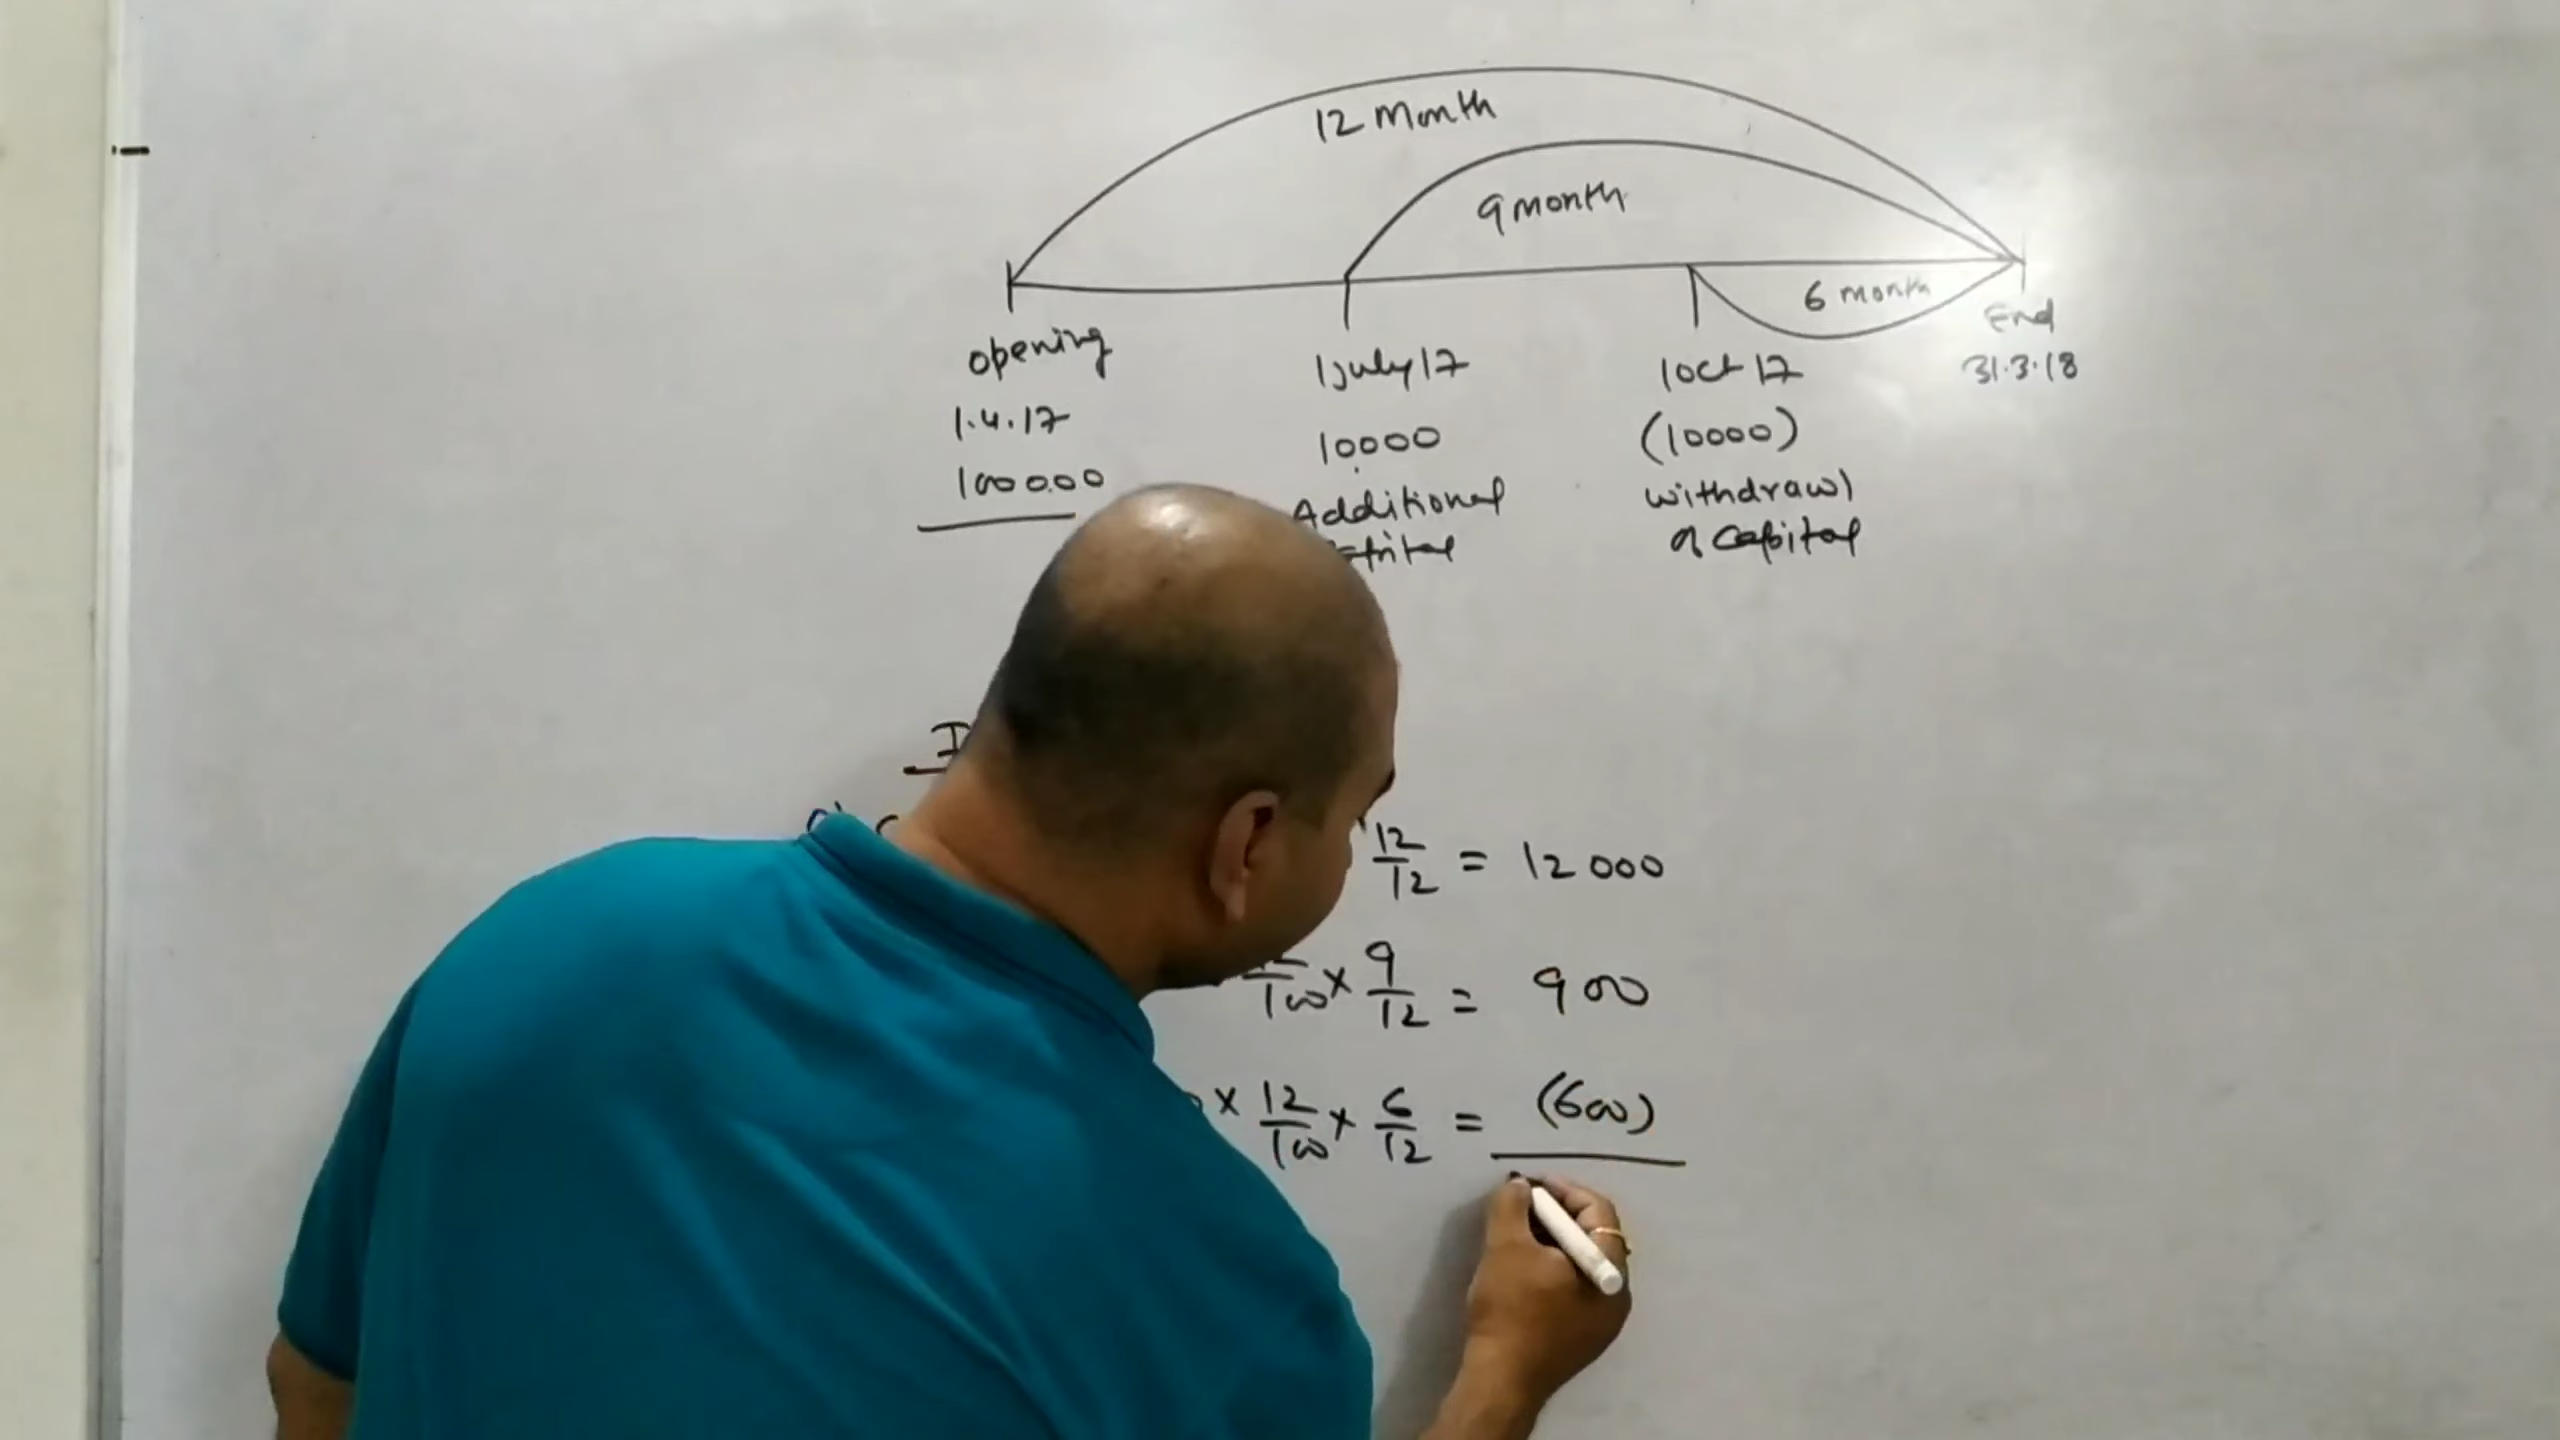 12 Month
9 month
6 month
opening 1 July 17 1 Oct 17 End
1.4.17 10000 (10000) 31.3.18
100000 Additional withdrawl
of Capital
12/12 = 12000
/100 × 9/12 = 900
× 12/100 × 6/12 = (600)